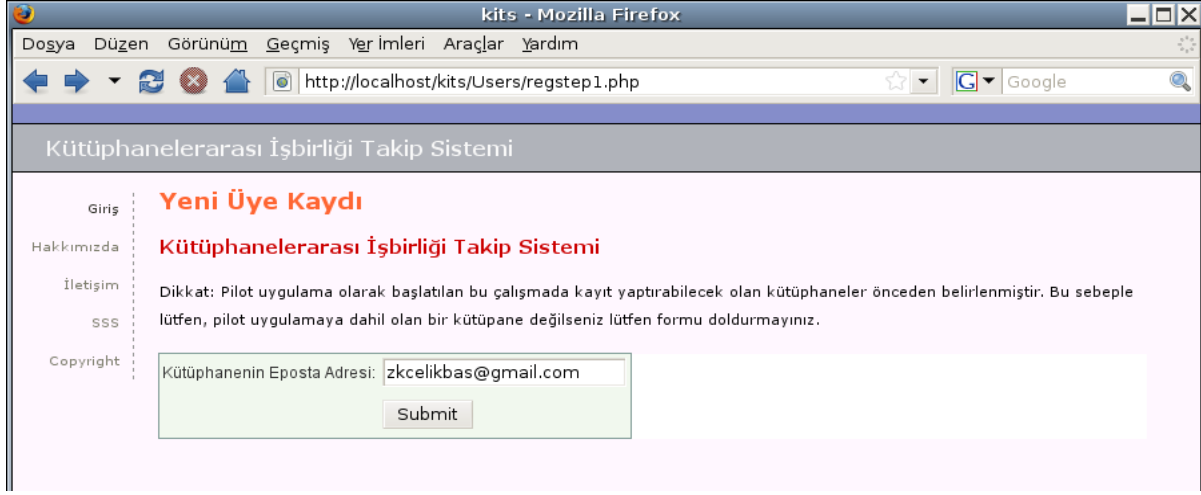 kits - Mozilla Firefox
Dosya Düzen Görünüm Geçmiş Yer İmleri Araçlar Yardım
http://localhost/kits/Users/regstep1.php G Google
Kütüphanelerarası İşbirliği Takip Sistemi
Giriş
Hakkımızda
İletişim
SSS
Copyright
Yeni Üye Kaydı
Kütüphanelerarası İşbirliği Takip Sistemi
Dikkat: Pilot uygulama olarak başlatılan bu çalışmada kayıt yaptırabilecek olan kütüphaneler önceden belirlenmiştir. Bu sebeple
lütfen, pilot uygulamaya dahil olan bir kütüpane değilseniz lütfen formu doldurmayınız.
Kütüphanenin Eposta Adresi: zkcelikbas@gmail.com
Submit